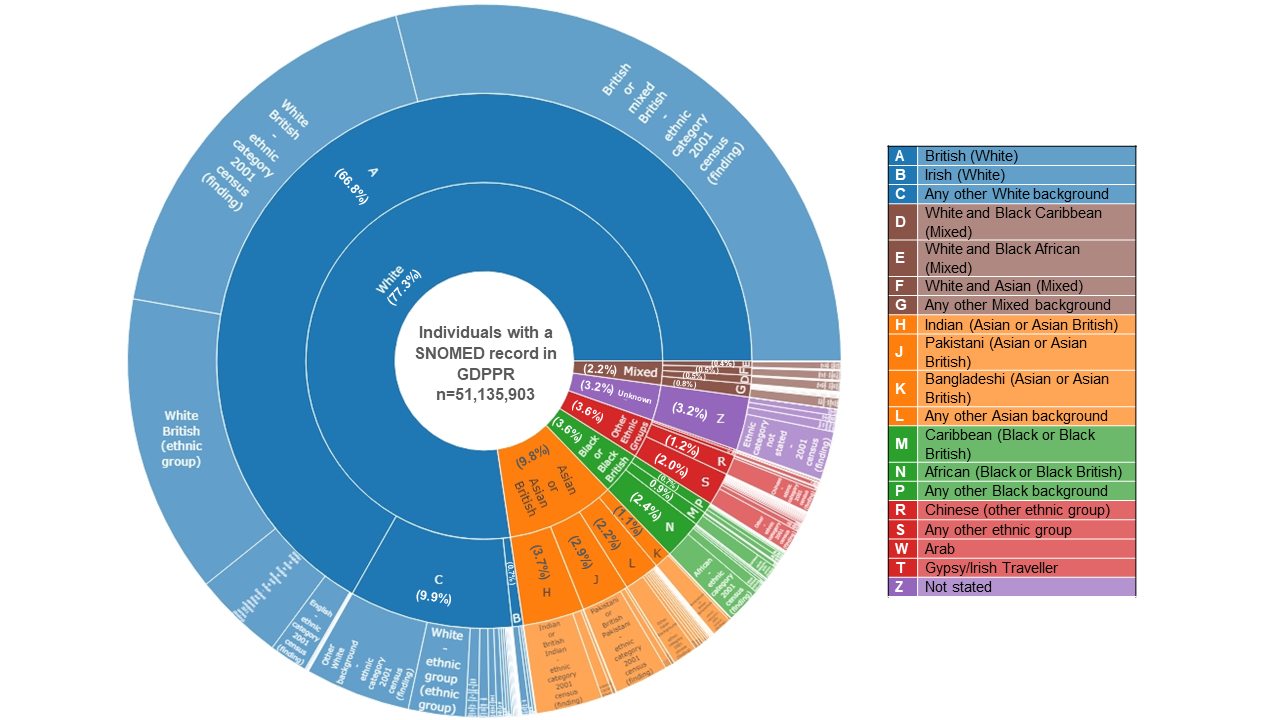 Individuals with a
SNOMED record in
GDPPR
n=51,135,903
White
(77.3%)
(2.2%) Mixed
(3.2%) Unknown
(3.6%) Other
Ethnic
Groups
(3.6%) Black
or
Black
British
(9.8%) Asian
or
Asian
British
A
(66.8%)
(0.8%)
G
D
F
E
(3.2%) Z
(1.2%) R
(2.0%) S
0.9%)
M
P
(2.4%) N
(1.1%)
K
(2.2%)
L
(2.9%)
J
(3.7%)
H
B
C
(9.9%)
British
or
mixed
British
-
ethnic
category
2001
census
(finding)
White
British
-
ethnic
category
2001
census
(finding)
White
British
(ethnic
group)
English
-
ethnic
category
2001
census
(finding)
Other
White
background
-
ethnic
category
2001
census
(finding)
White
-
ethnic
group
(ethnic
group)
Indian
or
British
Indian
-
ethnic
category
2001
census
(finding)
Pakistani
or
British
Pakistani
-
ethnic
category
2001
census
(finding)
African
-
ethnic
category
2001
census
(finding)
Ethnic
category
not
stated
-
2001
census
(finding)
A British (White)
B Irish (White)
C Any other White background
D White and Black Caribbean
(Mixed)
E White and Black African
(Mixed)
F White and Asian (Mixed)
G Any other Mixed background
H Indian (Asian or Asian British)
J Pakistani (Asian or Asian
British)
K Bangladeshi (Asian or Asian
British)
L Any other Asian background
M Caribbean (Black or Black
British)
N African (Black or Black British)
P Any other Black background
R Chinese (other ethnic group)
S Any other ethnic group
W Arab
T Gypsy/Irish Traveller
Z Not stated